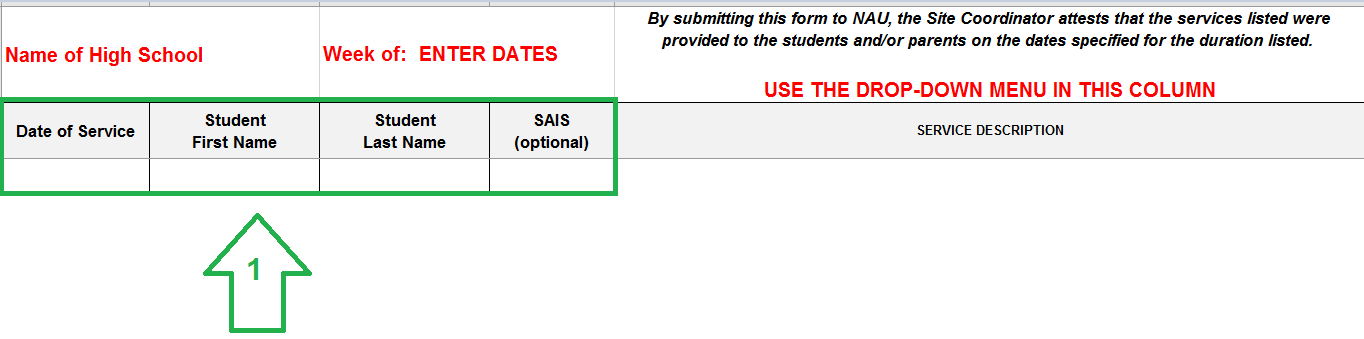 By submitting this form to NAU, the Site Coordinator attests that the services listed were
provided to the students and/or parents on the dates specified for the duration listed.
Name of High School
Week of:  ENTER DATES
USE THE DROP-DOWN MENU IN THIS COLUMN
Date of Service
Student
First Name
Student
Last Name
SAIS
(optional)
SERVICE DESCRIPTION
1